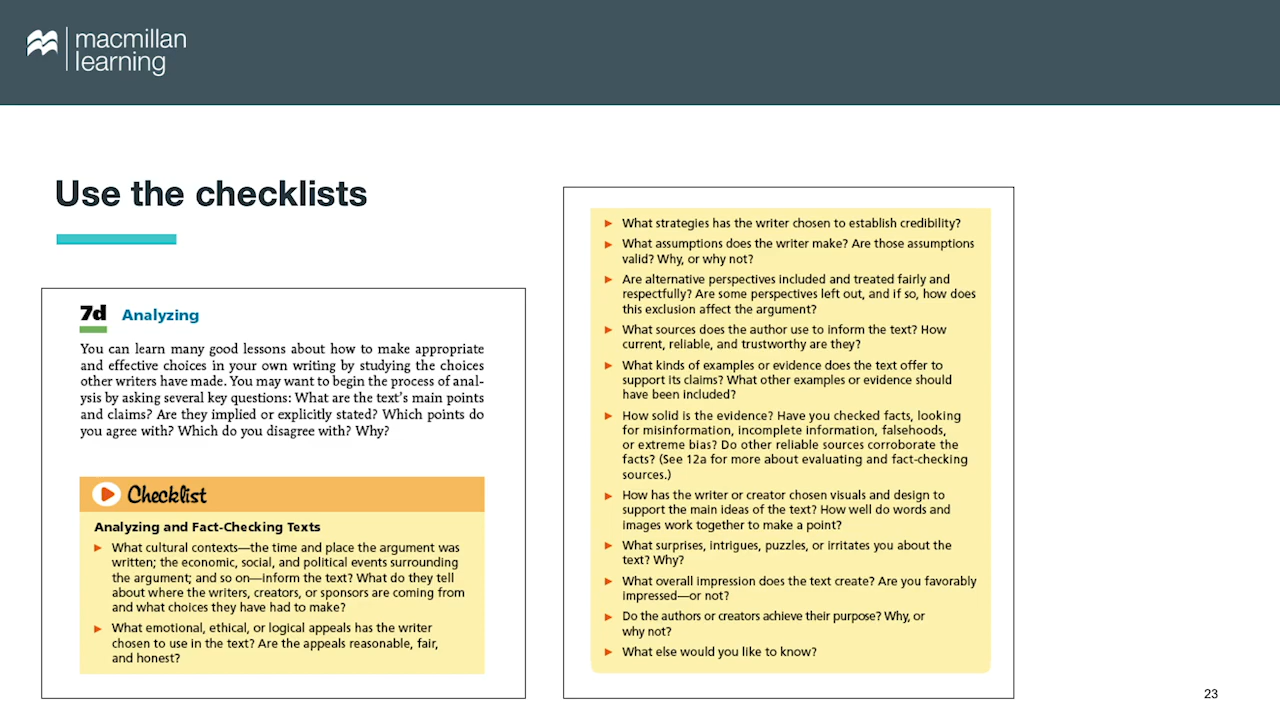 macmillan
learning
Use the checklists
7d Analyzing
You can learn many good lessons about how to make appropriate
and effective choices in your own writing by studying the choices
other writers have made. You may want to begin the process of anal-
ysis by asking several key questions: What are the text's main points
and claims? Are they implied or explicitly stated? Which points do
you agree with? Which do you disagree with? Why?
Checklist
Analyzing and Fact-Checking Texts
► What cultural contexts—the time and place the argument was
written; the economic, social, and political events surrounding
the argument; and so on—inform the text? What do they tell
about where the writers, creators, or sponsors are coming from
and what choices they have had to make?
► What emotional, ethical, or logical appeals has the writer
chosen to use in the text? Are the appeals reasonable, fair,
and honest?
► What strategies has the writer chosen to establish credibility?
► What assumptions does the writer make? Are those assumptions
valid? Why, or why not?
► Are alternative perspectives included and treated fairly and
respectfully? Are some perspectives left out, and if so, how does
this exclusion affect the argument?
► What sources does the author use to inform the text? How
current, reliable, and trustworthy are they?
► What kinds of examples or evidence does the text offer to
support its claims? What other examples or evidence should
have been included?
► How solid is the evidence? Have you checked facts, looking
for misinformation, incomplete information, falsehoods,
or extreme bias? Do other reliable sources corroborate the
facts? (See 12a for more about evaluating and fact-checking
sources.)
► How has the writer or creator chosen visuals and design to
support the main ideas of the text? How well do words and
images work together to make a point?
► What surprises, intrigues, puzzles, or irritates you about the
text? Why?
► What overall impression does the text create? Are you favorably
impressed—or not?
► Do the authors or creators achieve their purpose? Why, or
why not?
► What else would you like to know?
23